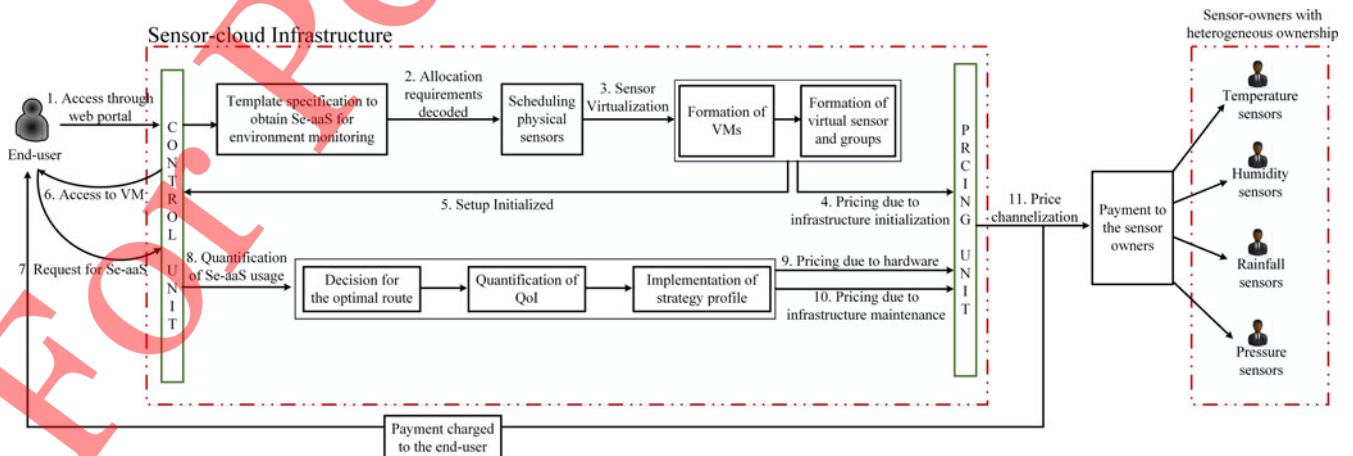 Sensor-owners with
heterogeneous ownership
Sensor-cloud Infrastructure
1. Access through
web portal
End-user
C
O
N
T
R
O
L
U
N
I
T
Template specification to
obtain Se-aaS for
environment monitoring
2. Allocation
requirements
decoded
Scheduling
physical
sensors
3. Sensor
Virtualization
Formation of
VMs
Formation of
virtual sensor
and groups
P
R
C
I
N
G
U
N
I
T
6. Access to VM
5. Setup Initialized
4. Pricing due to
infrastructure initialization
7. Request for Se-aaS
8. Quantification
of Se-aaS usage
Decision for
the optimal route
Quantification of
QoI
Implementation of
strategy profile
9. Pricing due to hardware
10. Pricing due to
infrastructure maintenance
11. Price
channelization
Payment to
the sensor
owners
Temperature
sensors
Humidity
sensors
Rainfall
sensors
Pressure
sensors
Payment charged
to the end-user
For